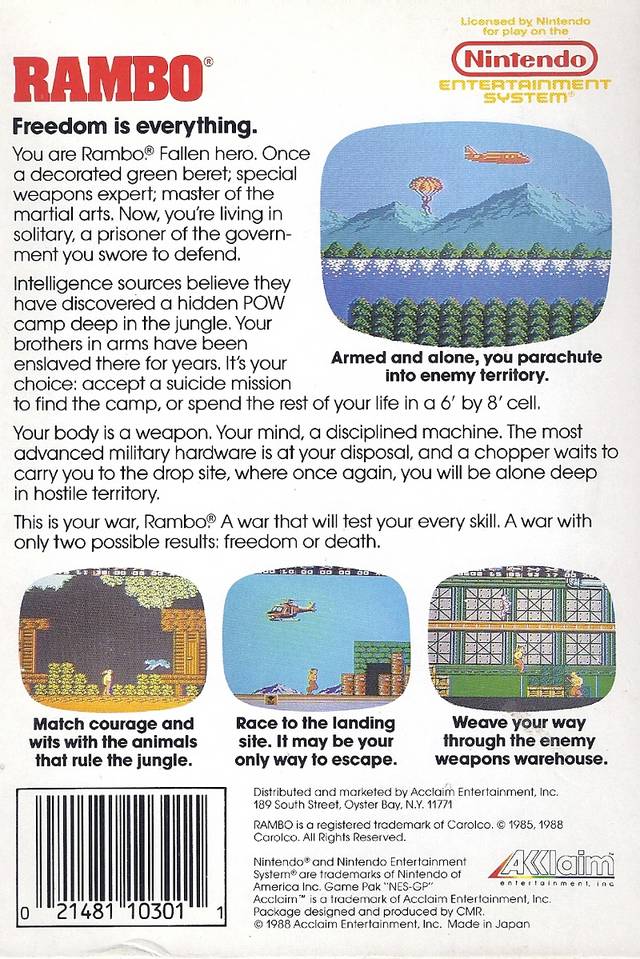 Licensed by Nintendo
for play on the
Nintendo
ENTERTAINMENT
SYSTEM®
RAMBO®
Freedom is everything.
You are Rambo.® Fallen hero. Once
a decorated green beret; special
weapons expert; master of the
martial arts. Now, you're living in
solitary, a prisoner of the govern-
ment you swore to defend.
Intelligence sources believe they
have discovered a hidden POW
camp deep in the jungle. Your
brothers in arms have been
enslaved there for years. It's your
choice: accept a suicide mission
to find the camp, or spend the rest of your life in a 6' by 8' cell.
Armed and alone, you parachute
into enemy territory.
Your body is a weapon. Your mind, a disciplined machine. The most
advanced military hardware is at your disposal, and a chopper waits to
carry you to the drop site, where once again, you will be alone deep
in hostile territory.
This is your war, Rambo.® A war that will test your every skill. A war with
only two possible results: freedom or death.
Match courage and
wits with the animals
that rule the jungle.
Race to the landing
site. It may be your
only way to escape.
Weave your way
through the enemy
weapons warehouse.
0 21481 10301 1
Distributed and marketed by Acclaim Entertainment, Inc.
189 South Street, Oyster Bay, N.Y. 11771
RAMBO is a registered trademark of Carolco. © 1985, 1988
Carolco. All Rights Reserved.
Nintendo® and Nintendo Entertainment
System® are trademarks of Nintendo of
America Inc. Game Pak "NES-GP"
Acclaim™ is a trademark of Acclaim Entertainment, Inc.
Package designed and produced by CMR.
© 1988 Acclaim Entertainment, Inc. Made in Japan
AKKlaim™
entertainment, inc